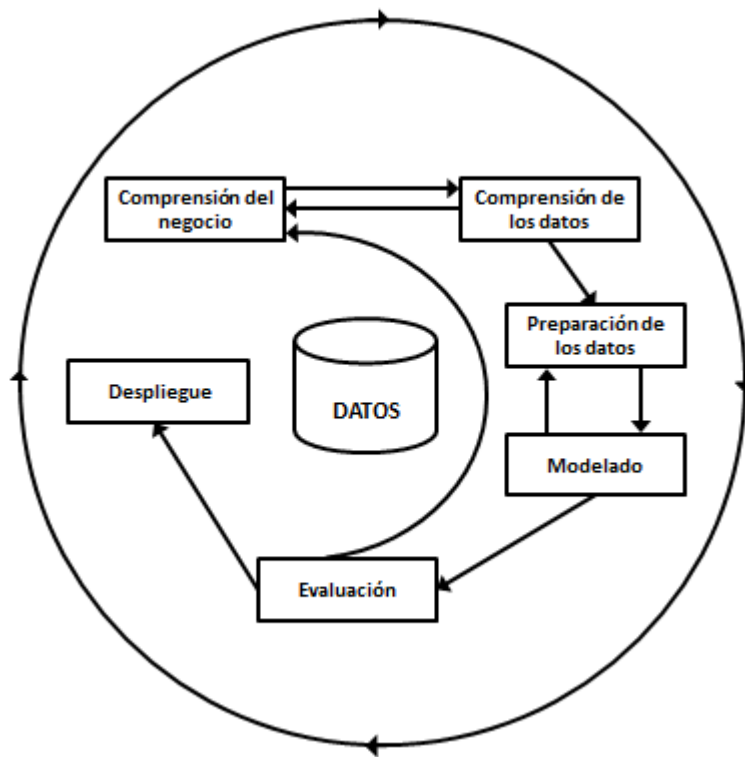 Comprensión del
negocio
Comprensión de
los datos
Preparación de
los datos
Despliegue
DATOS
Modelado
Evaluación